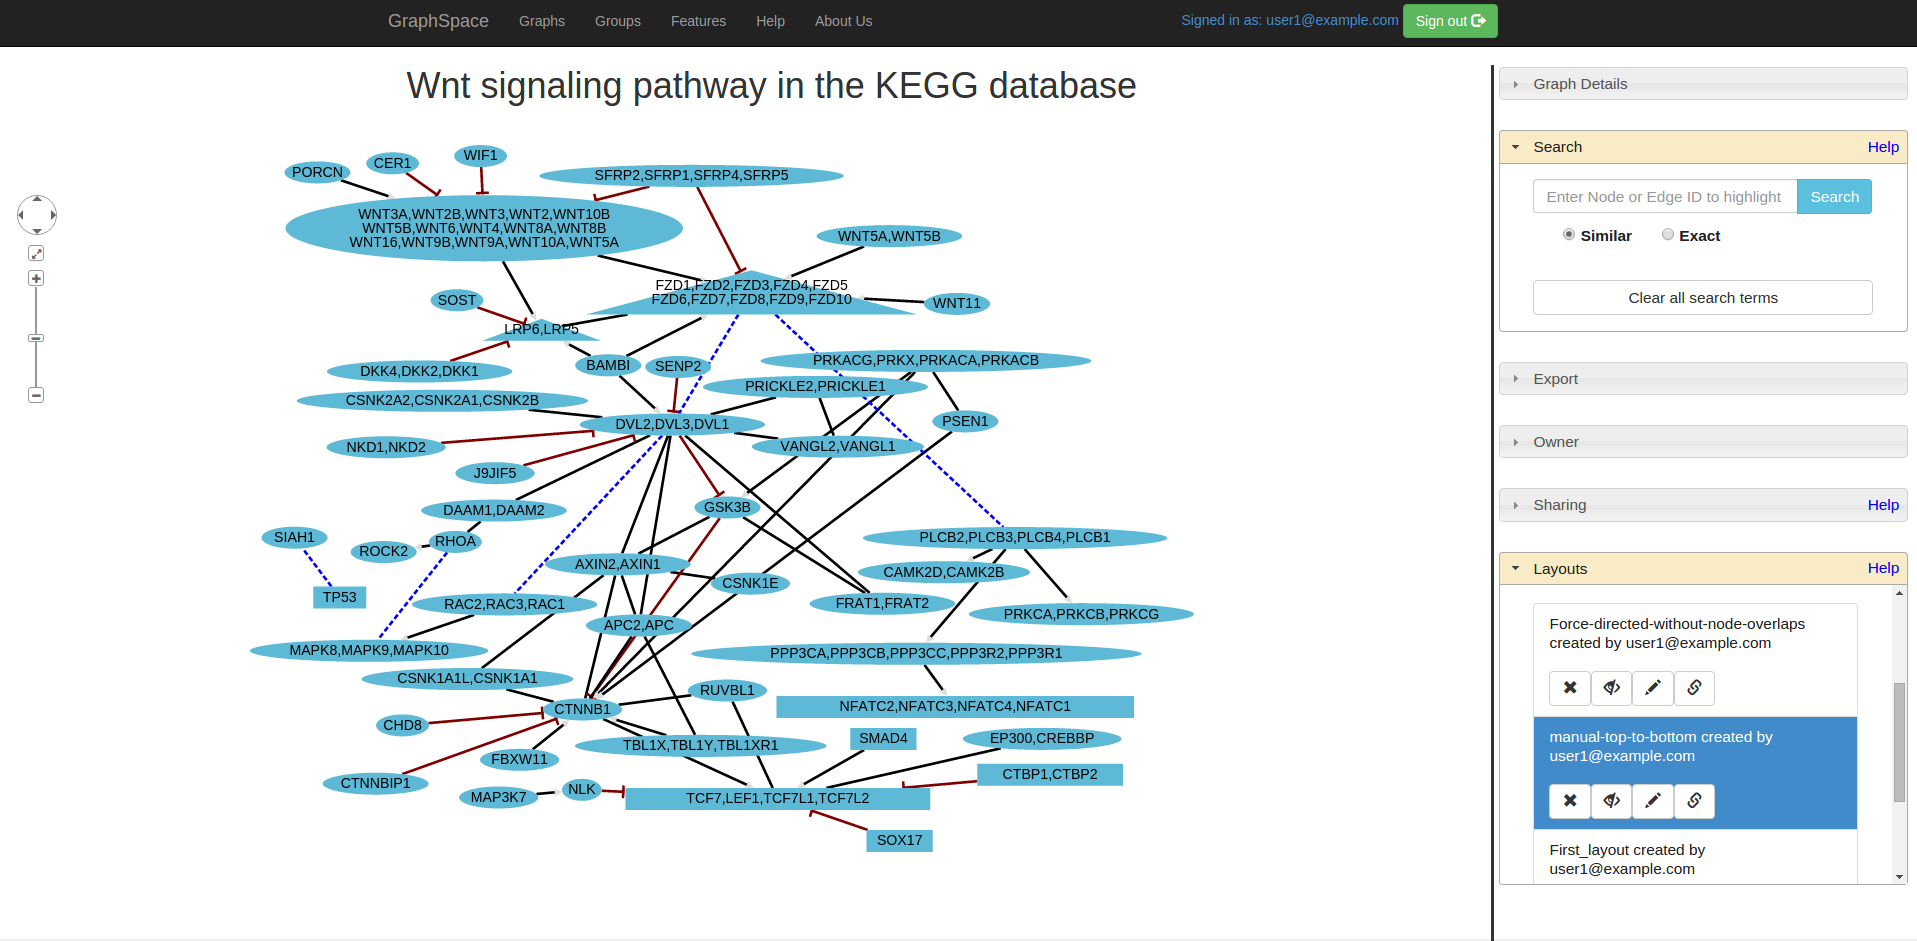 GraphSpace Graphs Groups Features Help About Us Signed in as: user1@example.com Sign out
Wnt signaling pathway in the KEGG database
PORCN
CER1
WIF1
SFRP2,SFRP1,SFRP4,SFRP5
WNT3A,WNT2B,WNT3,WNT2,WNT10B
WNT5B,WNT6,WNT4,WNT8A,WNT8B
WNT16,WNT9B,WNT9A,WNT10A,WNT5A
WNT5A,WNT5B
FZD1,FZD2,FZD3,FZD4,FZD5
FZD6,FZD7,FZD8,FZD9,FZD10
WNT11
SOST
LRP6,LRP5
DKK4,DKK2,DKK1
BAMBI
SENP2
PRKACG,PRKX,PRKACA,PRKACB
PRICKLE2,PRICKLE1
CSNK2A2,CSNK2A1,CSNK2B
DVL2,DVL3,DVL1
PSEN1
NKD1,NKD2
VANGL2,VANGL1
J9JIF5
GSK3B
DAAM1,DAAM2
SIAH1
ROCK2
RHOA
PLCB2,PLCB3,PLCB4,PLCB1
AXIN2,AXIN1
CSNK1E
CAMK2D,CAMK2B
TP53
RAC2,RAC3,RAC1
FRAT1,FRAT2
PRKCA,PRKCB,PRKCG
APC2,APC
MAPK8,MAPK9,MAPK10
PPP3CA,PPP3CB,PPP3CC,PPP3R2,PPP3R1
CSNK1A1L,CSNK1A1
RUVBL1
CTNNB1
NFATC2,NFATC3,NFATC4,NFATC1
CHD8
TBL1X,TBL1Y,TBL1XR1
SMAD4
EP300,CREBBP
FBXW11
CTBP1,CTBP2
CTNNBIP1
MAP3K7
NLK
TCF7,LEF1,TCF7L1,TCF7L2
SOX17
Graph Details
Search Help
Enter Node or Edge ID to highlight Search
Similar Exact
Clear all search terms
Export
Owner
Sharing Help
Layouts Help
Force-directed-without-node-overlaps
created by user1@example.com
manual-top-to-bottom created by
user1@example.com
First_layout created by
user1@example.com